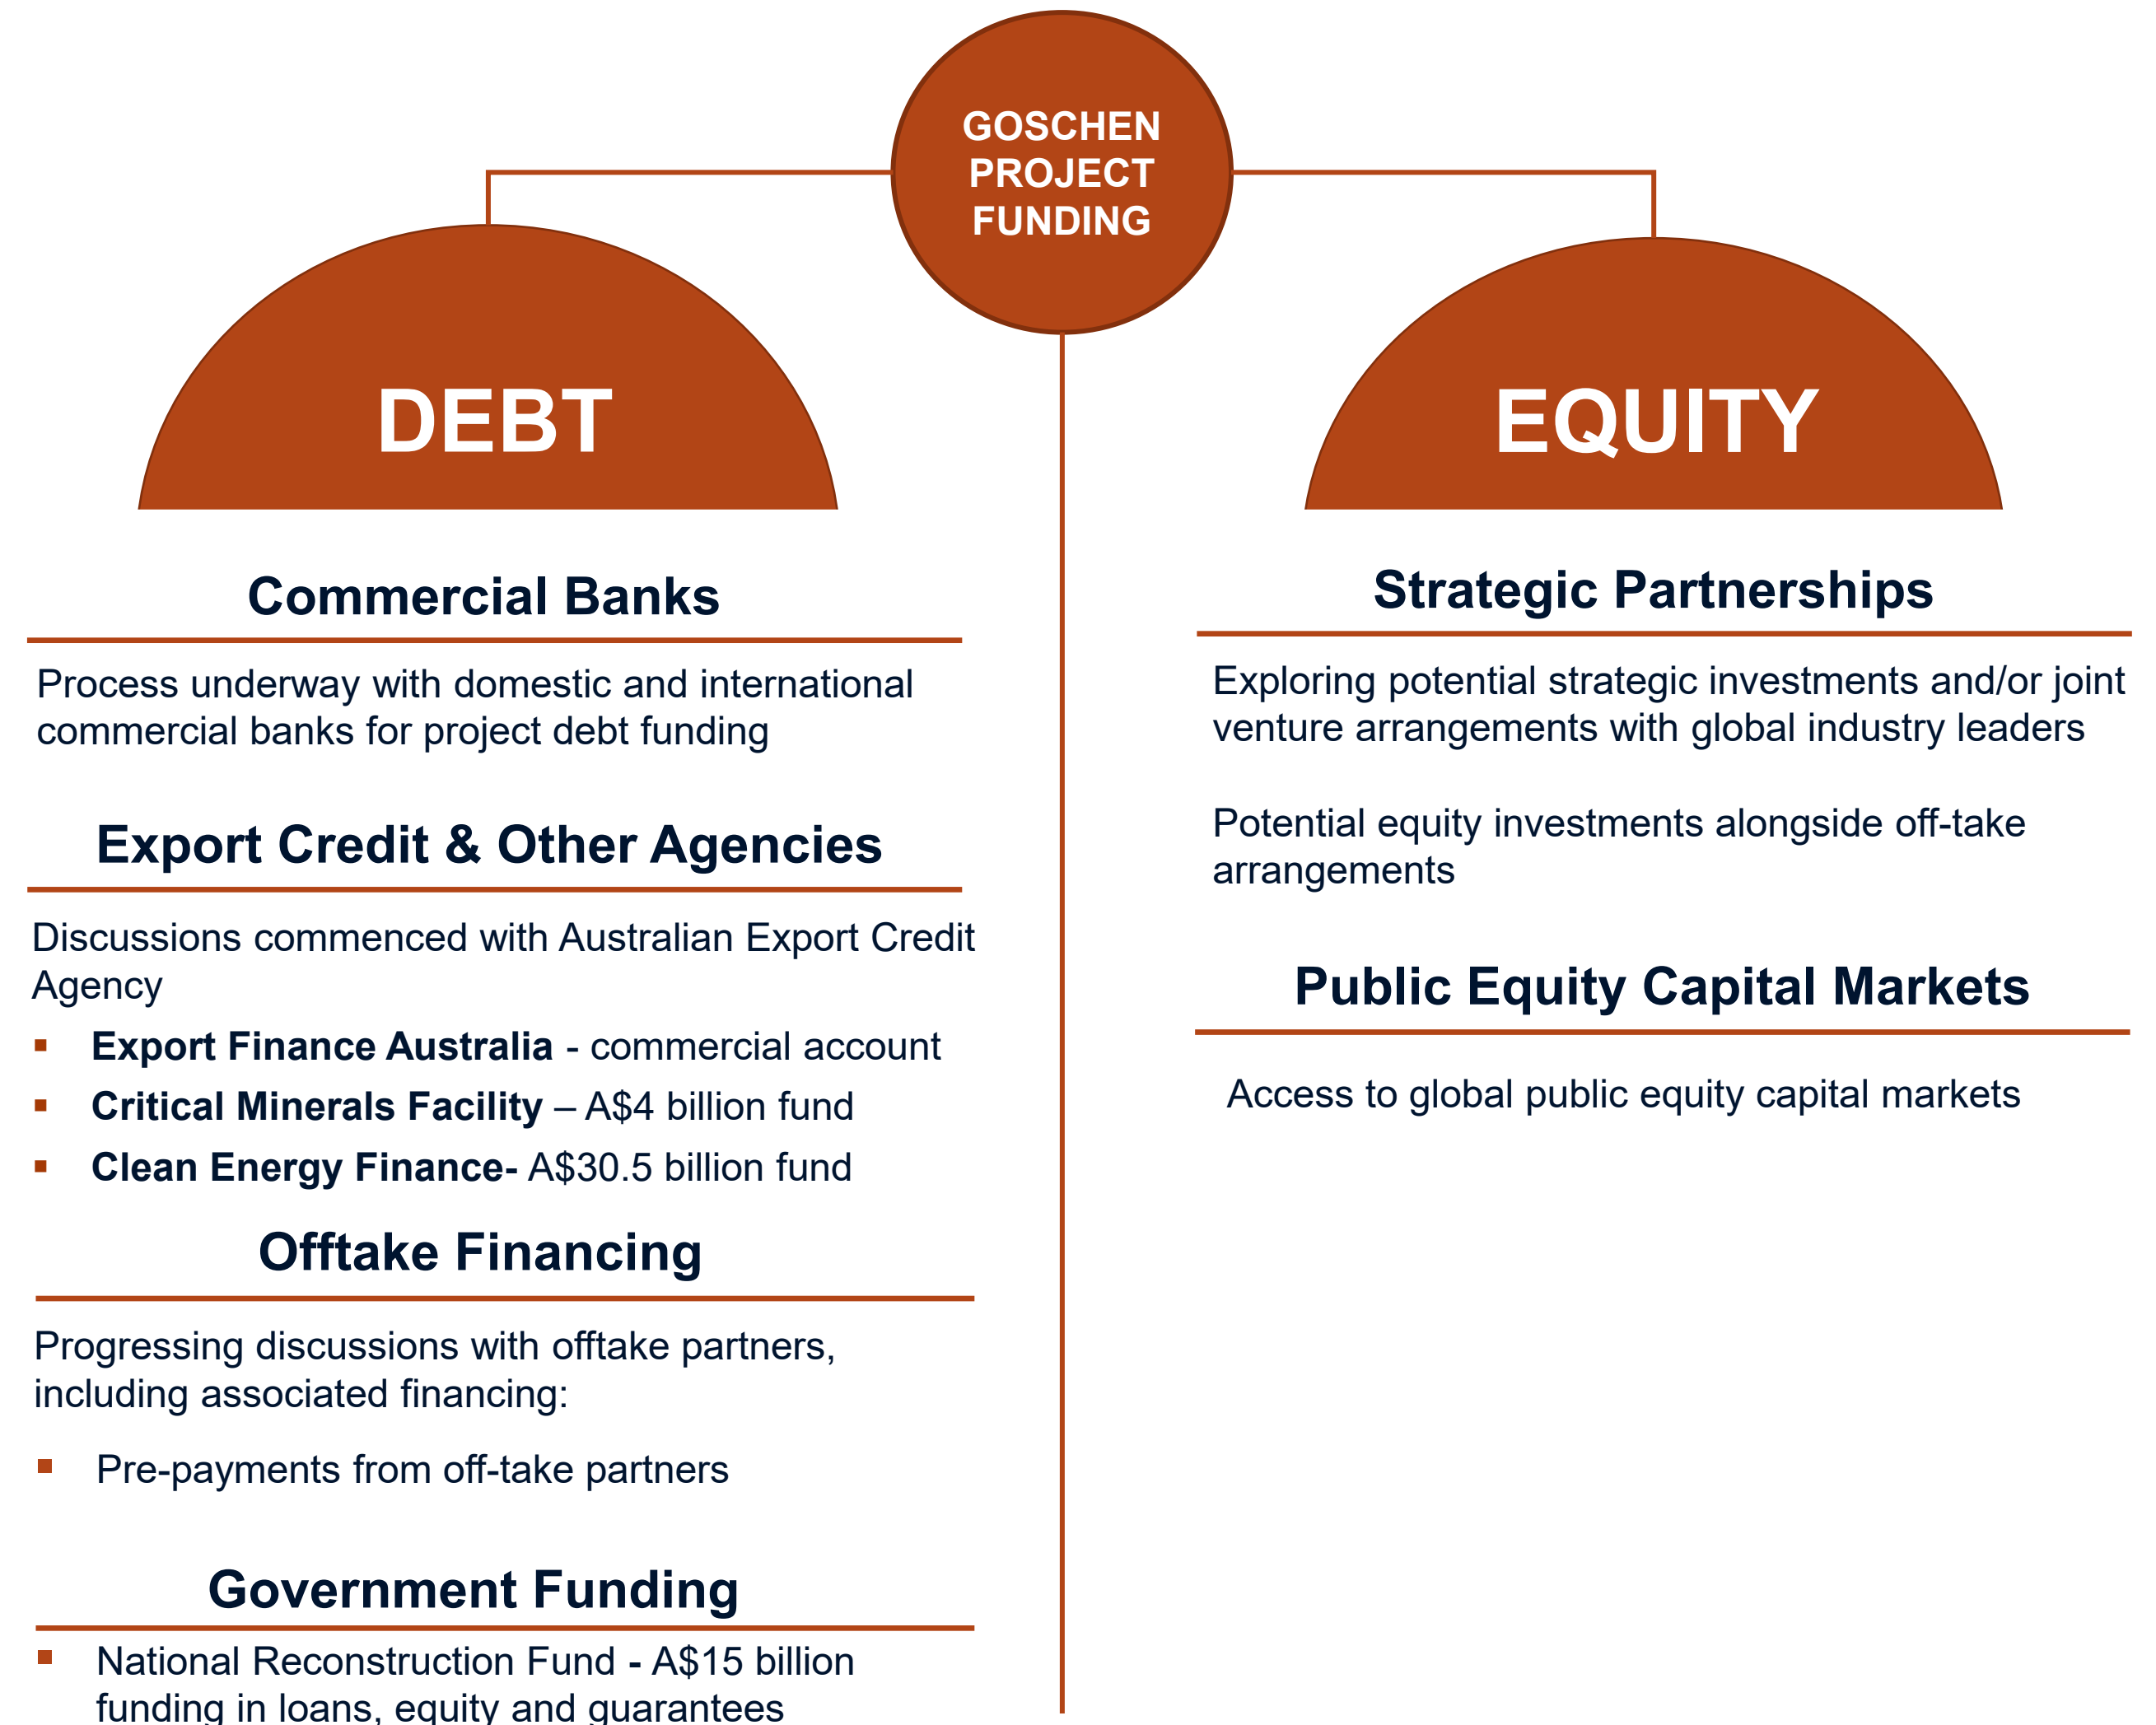 GOSCHEN
PROJECT
FUNDING
DEBT
Commercial Banks
Process underway with domestic and international
commercial banks for project debt funding
Export Credit & Other Agencies
Discussions commenced with Australian Export Credit
Agency
▪ Export Finance Australia - commercial account
▪ Critical Minerals Facility – A$4 billion fund
▪ Clean Energy Finance- A$30.5 billion fund
Offtake Financing
Progressing discussions with offtake partners,
including associated financing:
▪ Pre-payments from off-take partners
Government Funding
▪ National Reconstruction Fund - A$15 billion
funding in loans, equity and guarantees
EQUITY
Strategic Partnerships
Exploring potential strategic investments and/or joint
venture arrangements with global industry leaders
Potential equity investments alongside off-take
arrangements
Public Equity Capital Markets
Access to global public equity capital markets